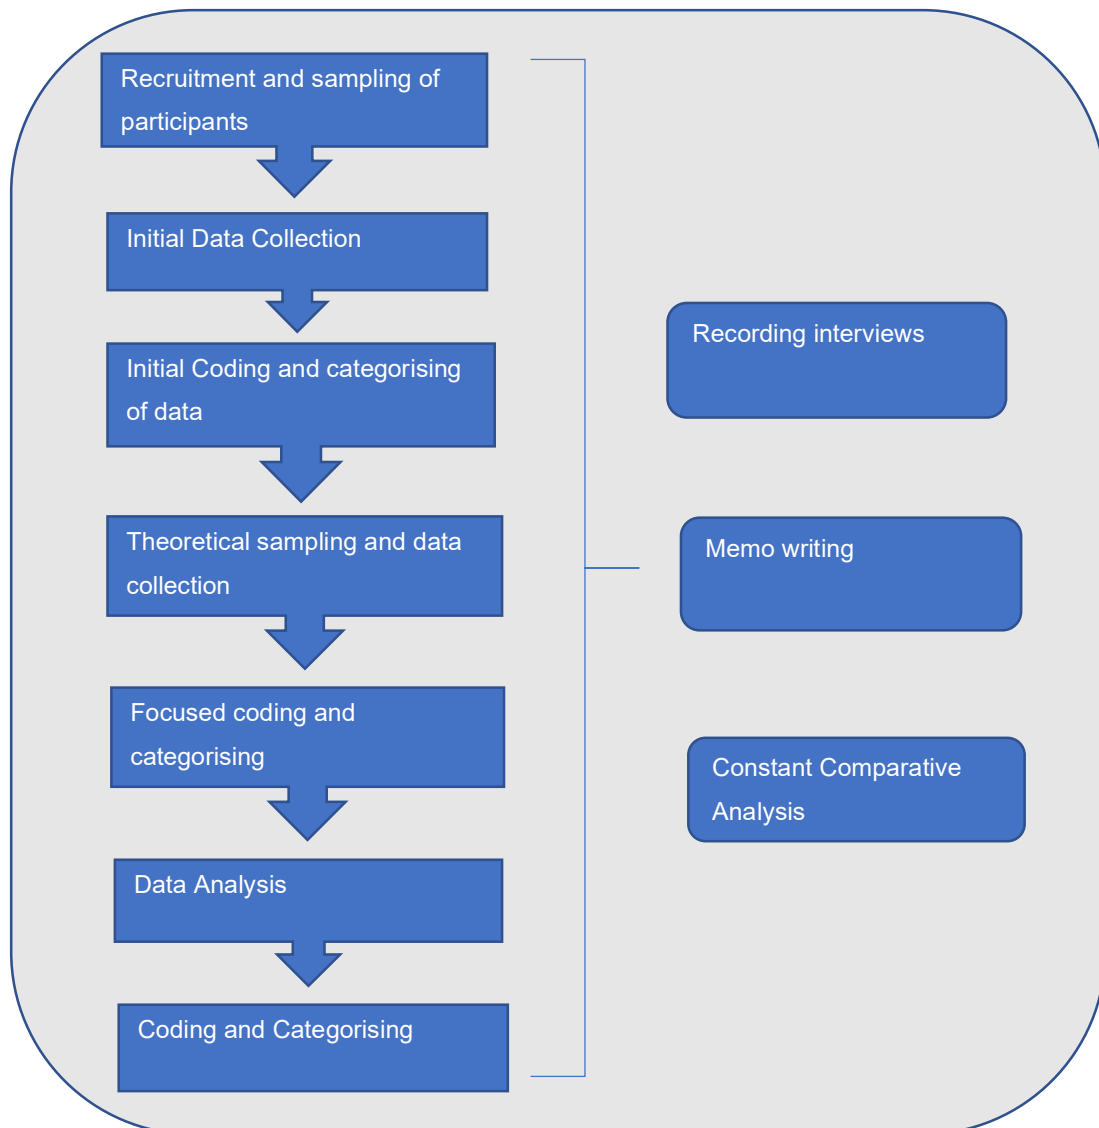 Recruitment and sampling of
participants
Initial Data Collection
Initial Coding and categorising
of data
Theoretical sampling and data
collection
Focused coding and
categorising
Data Analysis
Coding and Categorising
Recording interviews
Memo writing
Constant Comparative
Analysis